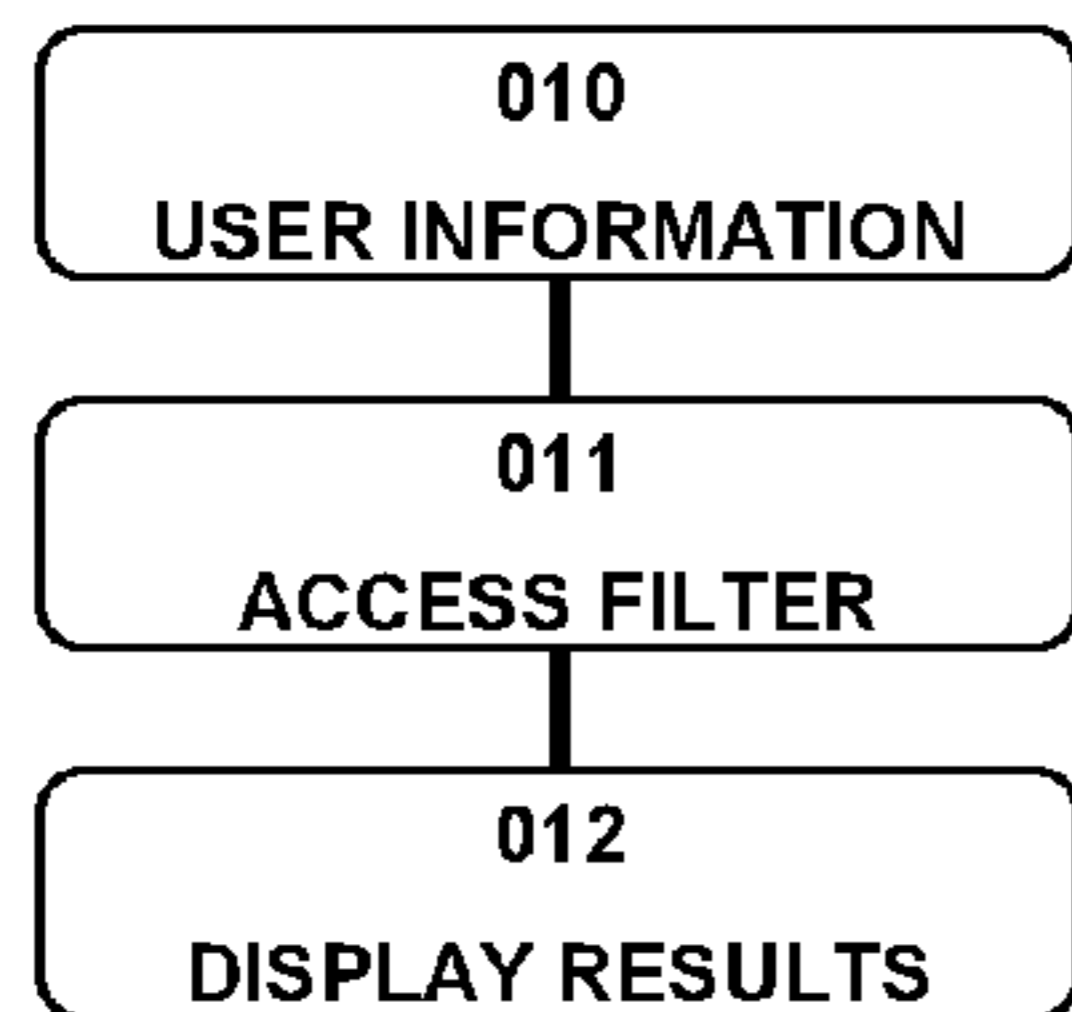 010
USER INFORMATION
011
ACCESS FILTER
012
DISPLAY RESULTS